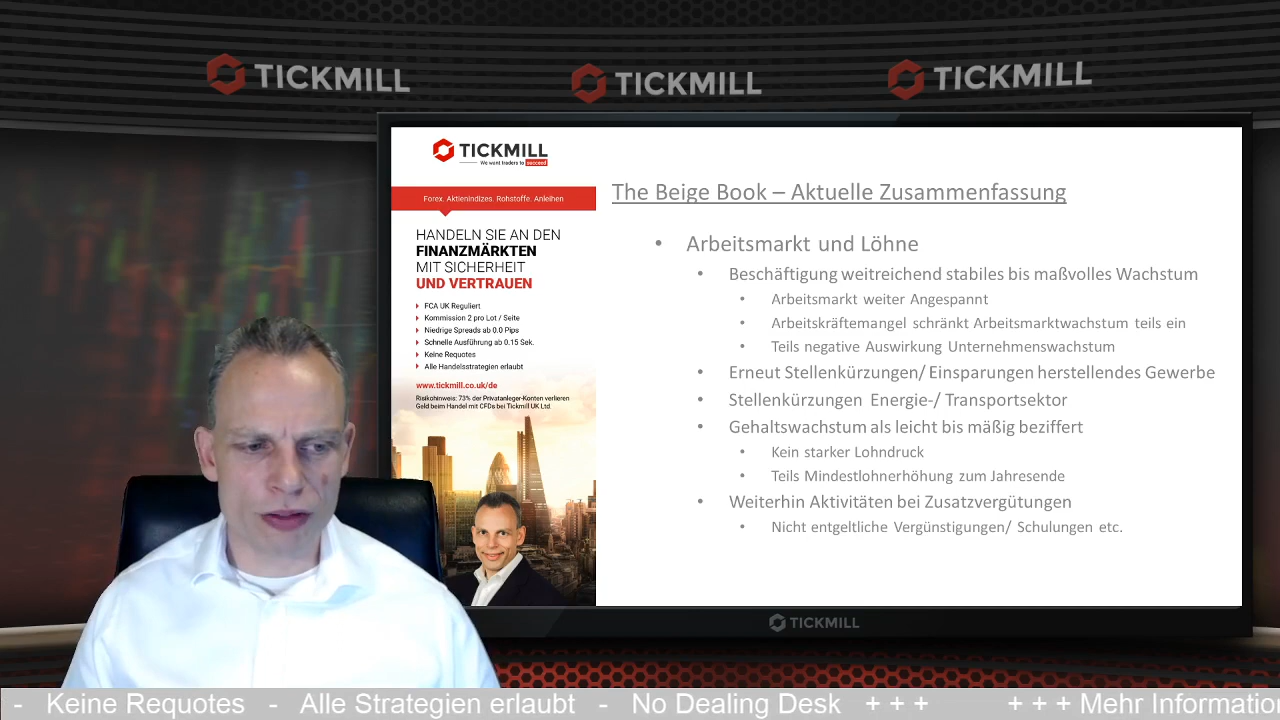 TICKMILL
TICKMILL
TICKMILL
TICKMILL
We want traders to succeed
Forex. Aktienindizes. Rohstoffe. Anleihen
HANDELN SIE AN DEN
FINANZMÄRKTEN
MIT SICHERHEIT
UND VERTRAUEN
FCA UK Reguliert
Kommission 2 pro Lot / Seite
Niedrige Spreads ab 0.0 Pips
Schnelle Ausführung ab 0.15 Sek.
Keine Requotes
Alle Handelsstrategien erlaubt
www.tickmill.co.uk/de
Risikohinweis: 73% der Privatanleger-Konten verlieren
Geld beim Handel mit CFDs bei Tickmill UK Ltd.
The Beige Book – Aktuelle Zusammenfassung
• Arbeitsmarkt und Löhne
• Beschäftigung weitreichend stabiles bis maßvolles Wachstum
• Arbeitsmarkt weiter Angespannt
• Arbeitskräftemangel schränkt Arbeitsmarktwachstum teils ein
• Teils negative Auswirkung Unternehmenswachstum
• Erneut Stellenkürzungen/ Einsparungen herstellendes Gewerbe
• Stellenkürzungen Energie-/ Transportsektor
• Gehaltswachstum als leicht bis mäßig beziffert
• Kein starker Lohndruck
• Teils Mindestlohnerhöhung zum Jahresende
• Weiterhin Aktivitäten bei Zusatzvergütungen
• Nicht entgeltliche Vergünstigungen/ Schulungen etc.
TICKMILL
- Keine Requotes - Alle Strategien erlaubt - No Dealing Desk + + + + + + Mehr Information